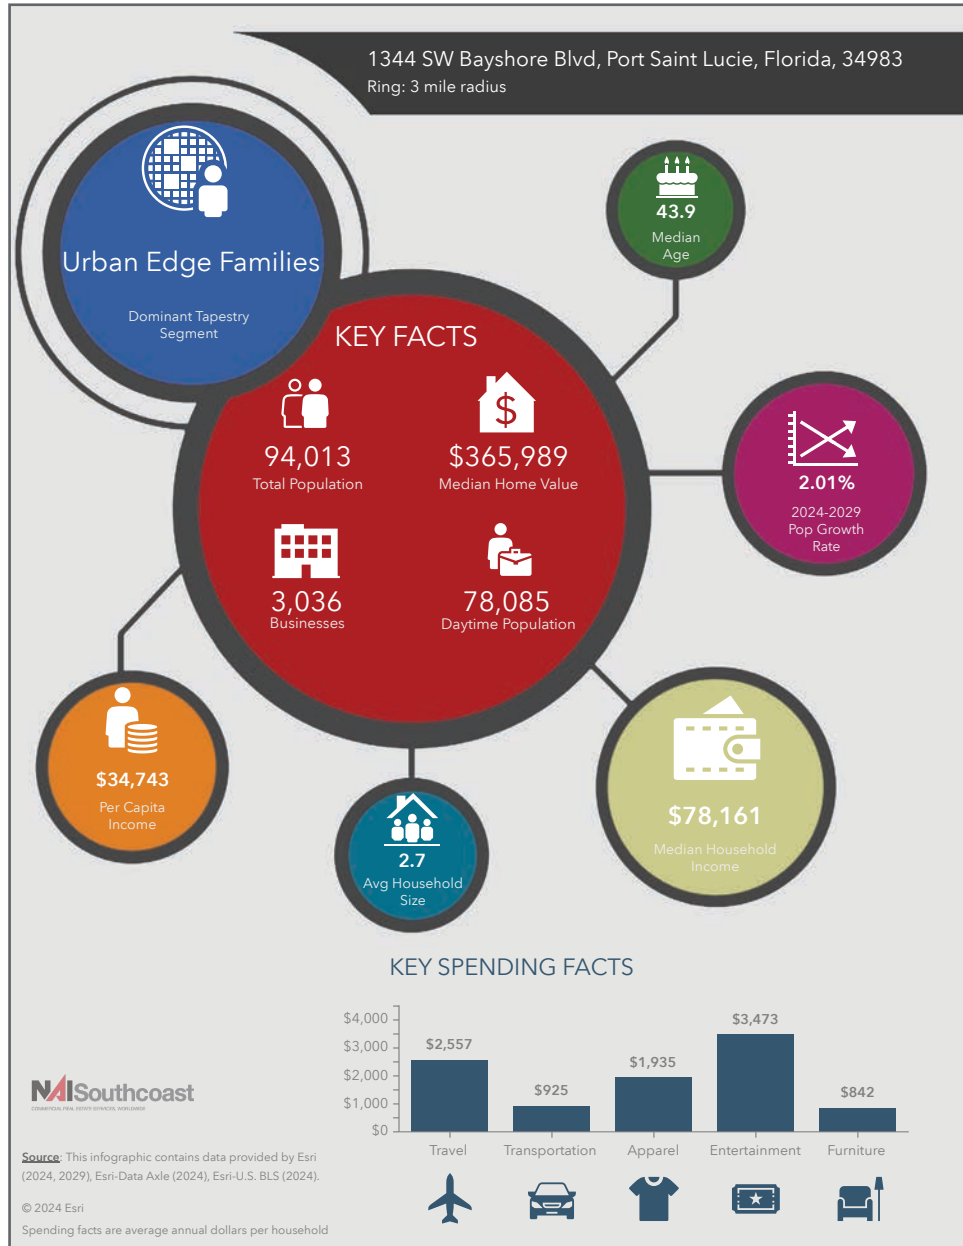 1344 SW Bayshore Blvd, Port Saint Lucie, Florida, 34983
Ring: 3 mile radius
Urban Edge Families
Dominant Tapestry
Segment
43.9
Median
Age
KEY FACTS
94,013
Total Population
$365,989
Median Home Value
3,036
Businesses
78,085
Daytime Population
2.01%
2024-2029
Pop Growth
Rate
$34,743
Per Capita
Income
2.7
Avg Household
Size
$78,161
Median Household
Income
KEY SPENDING FACTS
$4,000
$3,000
$2,000
$1,000
$0
$2,557
$925
$1,935
$3,473
$842
Travel
Transportation
Apparel
Entertainment
Furniture
NAISouthcoast
COMMERCIAL REAL ESTATE SERVICES, WORLDWIDE
Source: This infographic contains data provided by Esri
(2024, 2029), Esri-Data Axle (2024), Esri-U.S. BLS (2024).
© 2024 Esri
Spending facts are average annual dollars per household